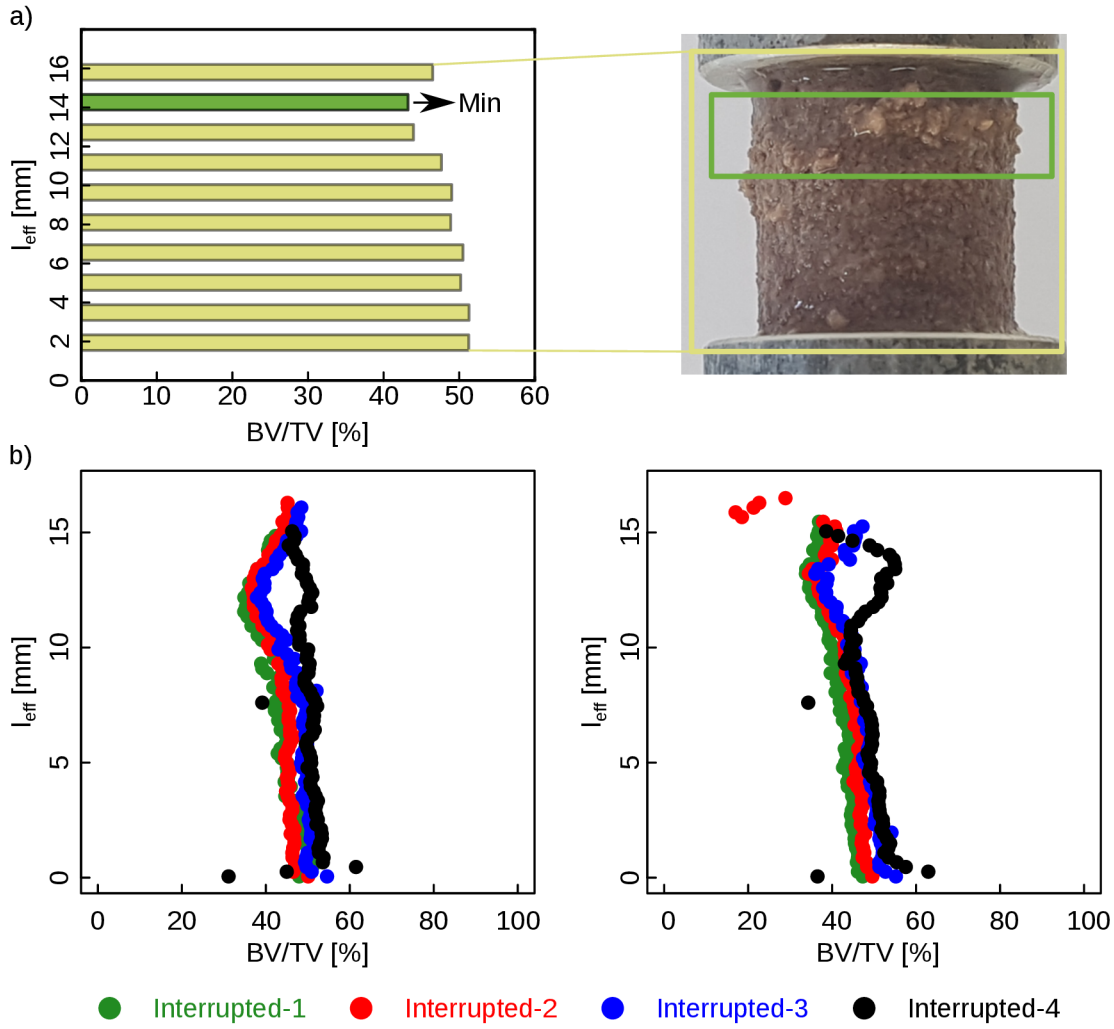 a)
16
14
12
10
8
6
4
2
0
l_eff [mm]
Min
0 10 20 30 40 50 60
BV/TV [%]
b)
15
10
5
0
l_eff [mm]
0 20 40 60 80 100
BV/TV [%]
15
10
5
0
l_eff [mm]
0 20 40 60 80 100
BV/TV [%]
Interrupted-1 Interrupted-2 Interrupted-3 Interrupted-4